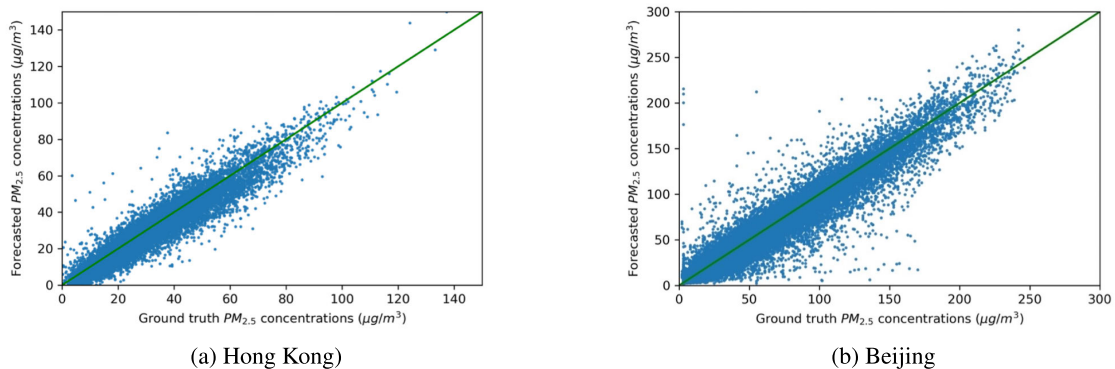 140
120
100
80
60
40
20
0
Forecasted PM2.5 concentrations (μg/m³)
0 20 40 60 80 100 120 140
Ground truth PM2.5 concentrations (μg/m³)
(a) Hong Kong)
300
250
200
150
100
50
0
Forecasted PM2.5 concentrations (μg/m³)
0 50 100 150 200 250 300
Ground truth PM2.5 concentrations (μg/m³)
(b) Beijing